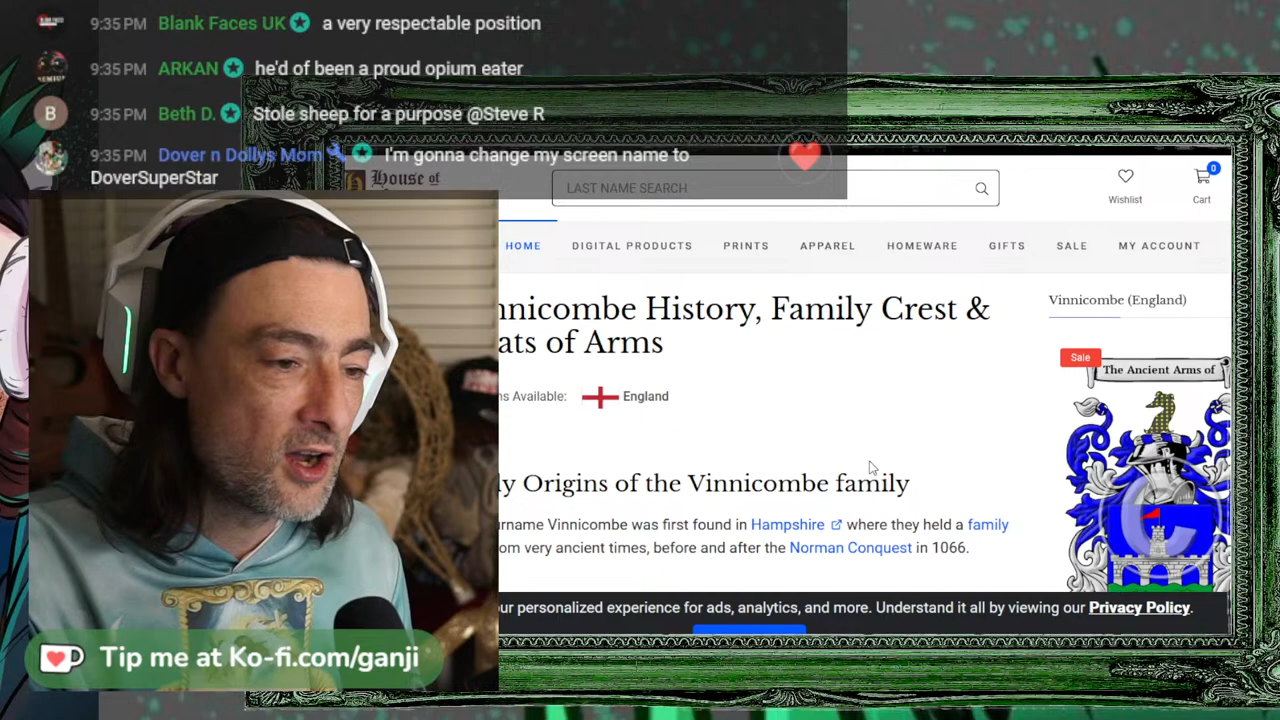 9:35 PM Blank Faces UK a very respectable position
9:35 PM ARKAN he'd of been a proud opium eater
B 9:35 PM Beth D. Stole sheep for a purpose @Steve R
9:35 PM Dover n Dollys Mom I'm gonna change my screen name to
DoverSuperStar
House of
LAST NAME SEARCH
0
Wishlist
Cart
HOME DIGITAL PRODUCTS PRINTS APPAREL HOMEWARE GIFTS SALE MY ACCOUNT
nnicombe History, Family Crest &
ats of Arms
Vinnicombe (England)
Sale
The Ancient Arms of
ns Available: England
ly Origins of the Vinnicombe family
urname Vinnicombe was first found in Hampshire where they held a family
om very ancient times, before and after the Norman Conquest in 1066.
C
ur personalized experience for ads, analytics, and more. Understand it all by viewing our Privacy Policy.
Tip me at Ko-fi.com/ganji